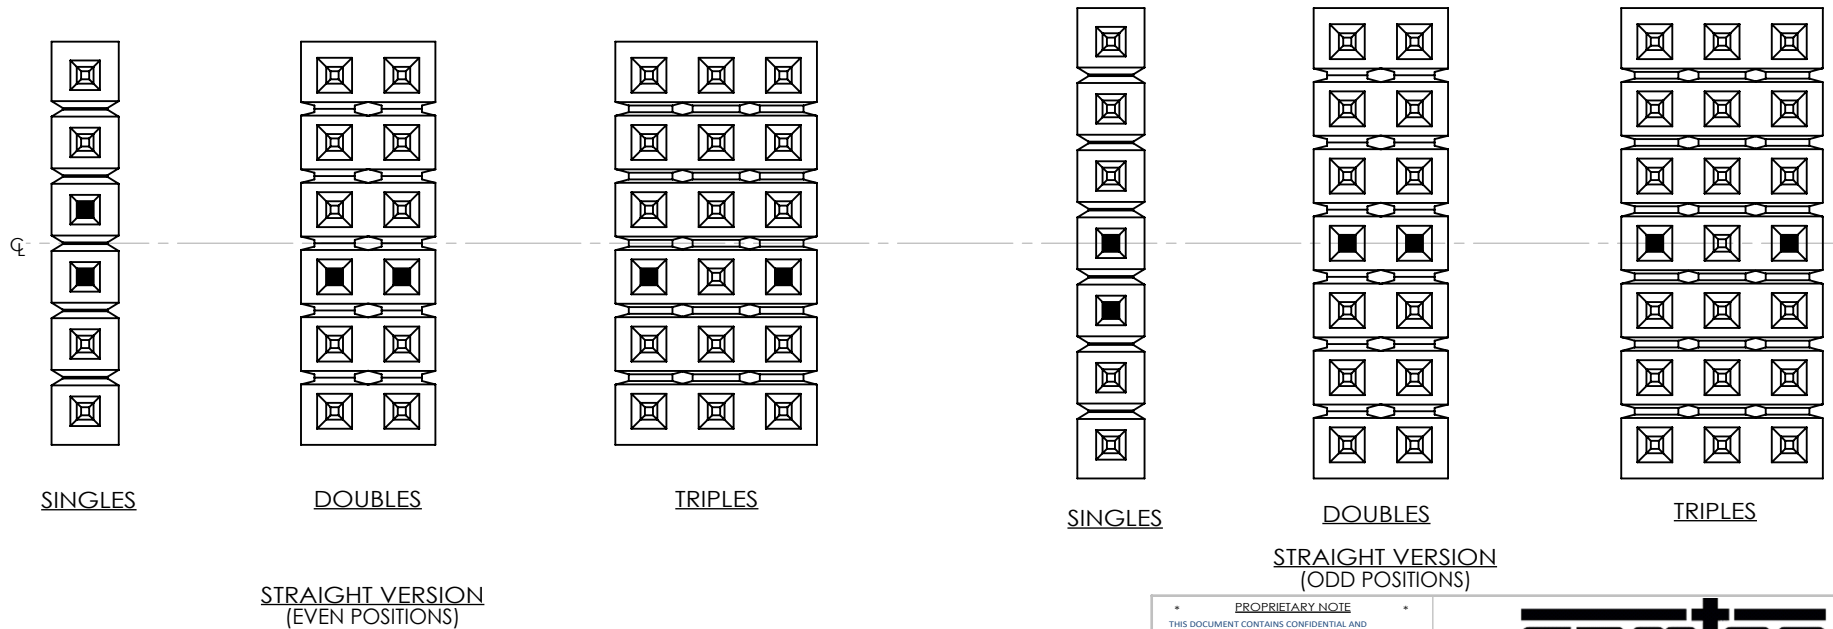 ℄
SINGLES
DOUBLES
TRIPLES
STRAIGHT VERSION
(EVEN POSITIONS)
SINGLES
DOUBLES
TRIPLES
STRAIGHT VERSION
(ODD POSITIONS)
* PROPRIETARY NOTE *
THIS DOCUMENT CONTAINS CONFIDENTIAL AND